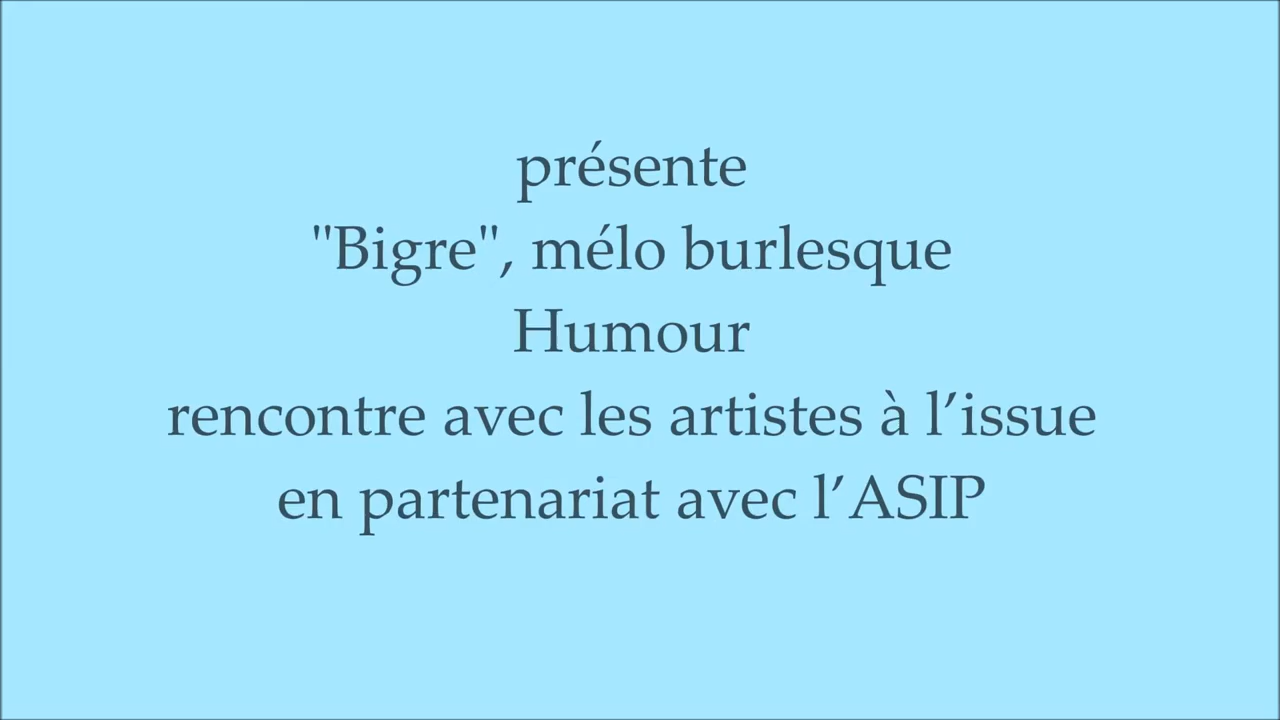 présente
"Bigre", mélo burlesque
Humour
rencontre avec les artistes à l’issue
en partenariat avec l’ASIP